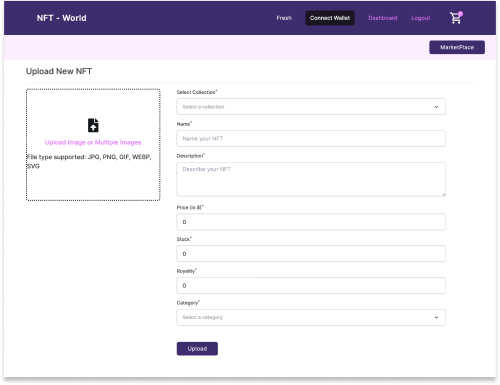 NFT - World
Fresh
Connect Wallet
Dashboard
Logout
MarketPlace
Upload New NFT
Upload Image or Multiple Images
File type supported: JPG, PNG, GIF, WEBP,
SVG
Select Collection*
Select a collection
Name*
Name your NFT
Description*
Describe your NFT
Price (in $)*
0
Stock*
0
Royality*
0
Category*
Select a category
Upload